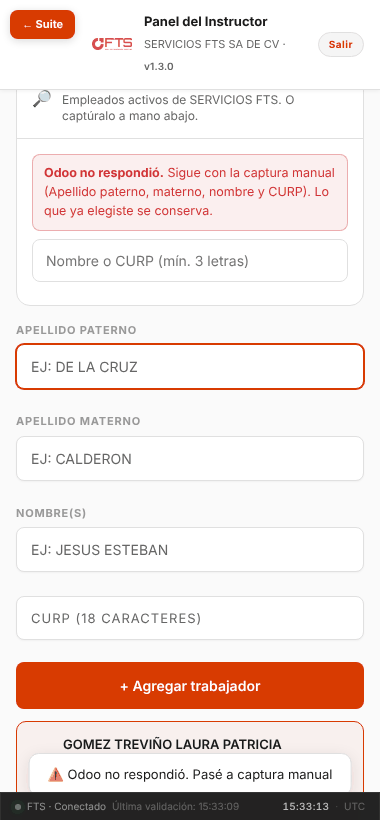 ← Suite
FTS
Panel del Instructor
SERVICIOS FTS SA DE CV ·
v1.3.0
Salir
Empleados activos de SERVICIOS FTS. O
captúralo a mano abajo.
Odoo no respondió. Sigue con la captura manual
(Apellido paterno, materno, nombre y CURP). Lo
que ya elegiste se conserva.
Nombre o CURP (mín. 3 letras)
APELLIDO PATERNO
EJ: DE LA CRUZ
APELLIDO MATERNO
EJ: CALDERON
NOMBRE(S)
EJ: JESUS ESTEBAN
CURP (18 CARACTERES)
+ Agregar trabajador
GOMEZ TREVIÑO LAURA PATRICIA
⚠️ Odoo no respondió. Pasé a captura manual
FTS · Conectado Última validación: 15:33:09 15:33:13 · UTC